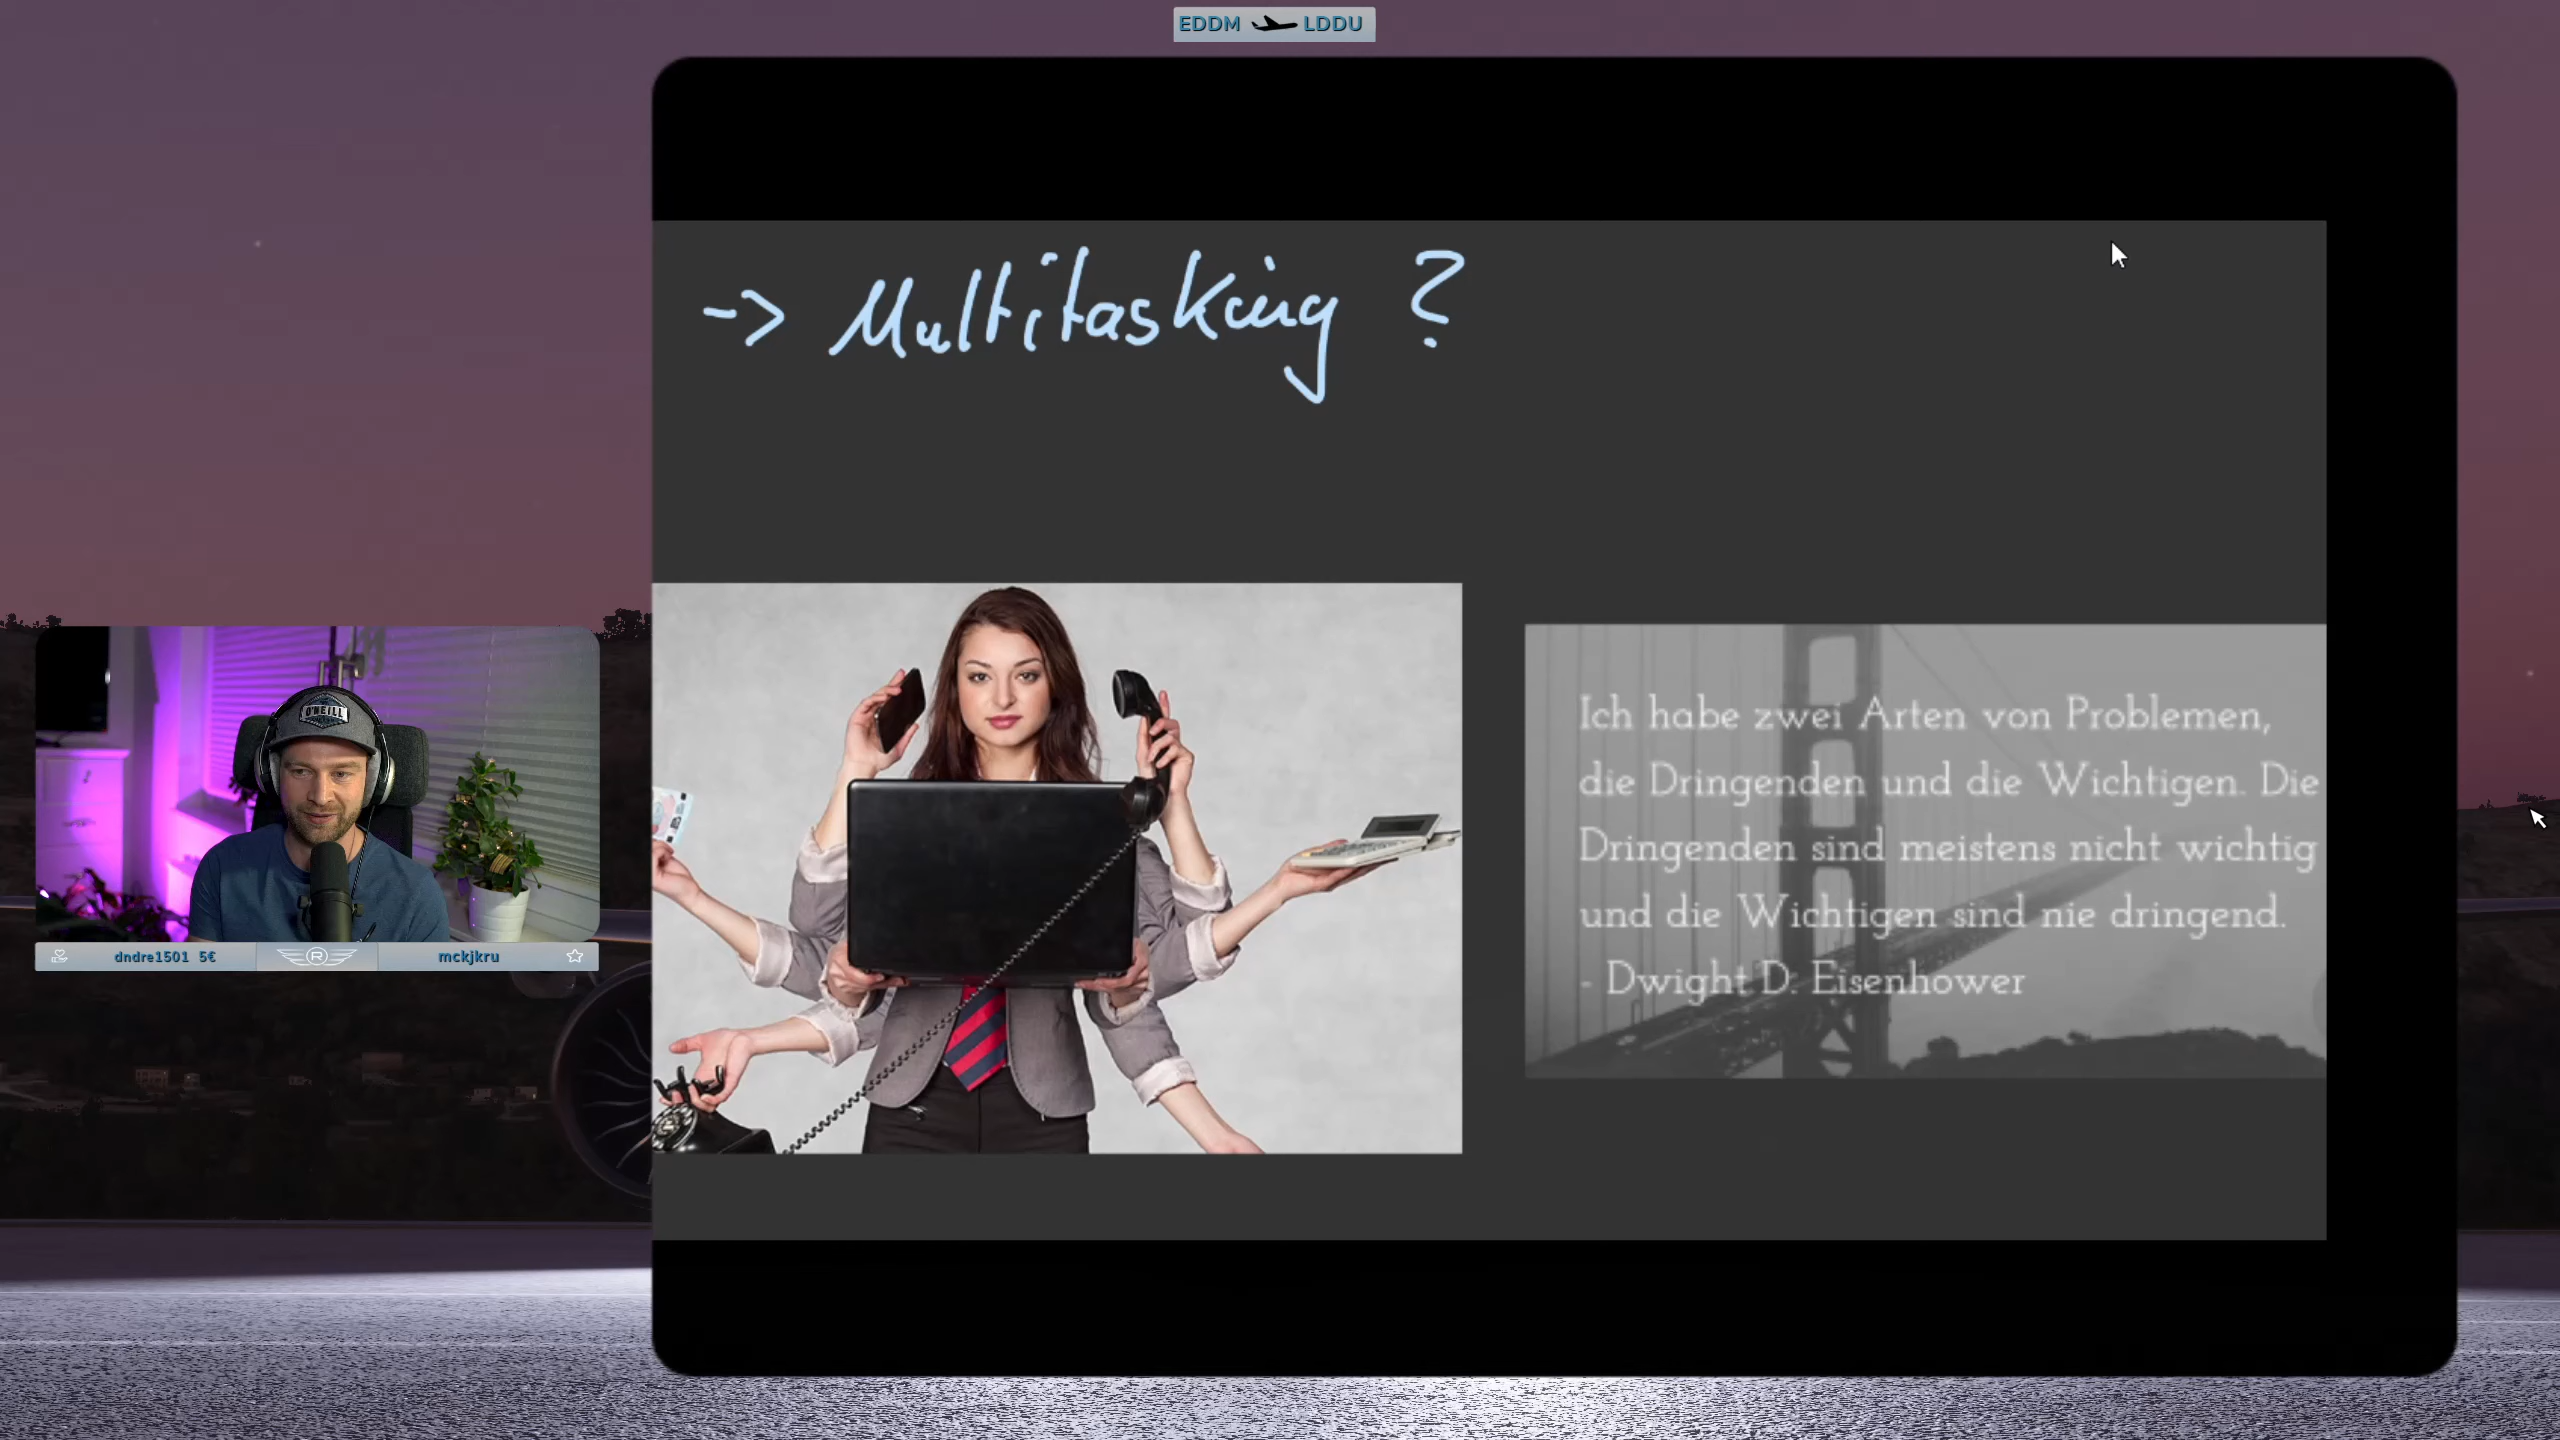 EDDM LDDU
-> Multitasking ?
O'NEILL
Ich habe zwei Arten von Problemen,
die Dringenden und die Wichtigen. Die
Dringenden sind meistens nicht wichtig
und die Wichtigen sind nie dringend.
- Dwight D. Eisenhower
dndre1501 5€ R mckjkru